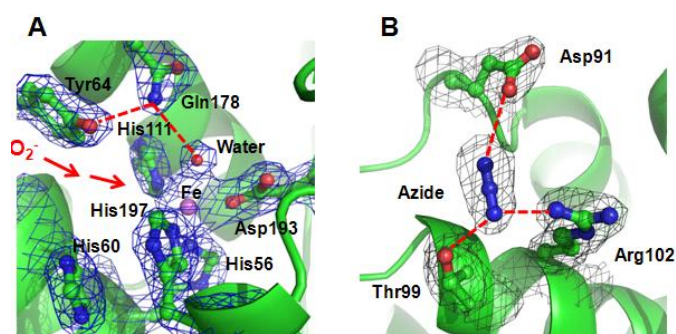 A
Tyr64
Gln178
His111
Water
O2-
Fe
His197
Asp193
His60
His56
B
Asp91
Azide
Arg102
Thr99